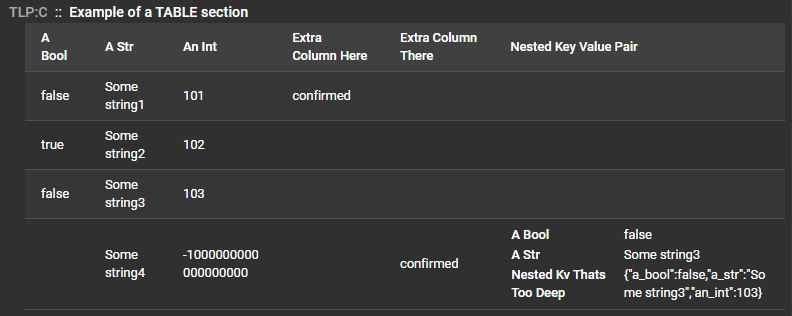 TLP:C :: Example of a TABLE section
A Bool A Str An Int Extra Column Here Extra Column There Nested Key Value Pair
false Some string1 101 confirmed
true Some string2 102
false Some string3 103
Some string4 -1000000000000000000 confirmed
A Bool false
A Str Some string3
Nested Kv Thats Too Deep {"a_bool":false,"a_str":"Some string3","an_int":103}